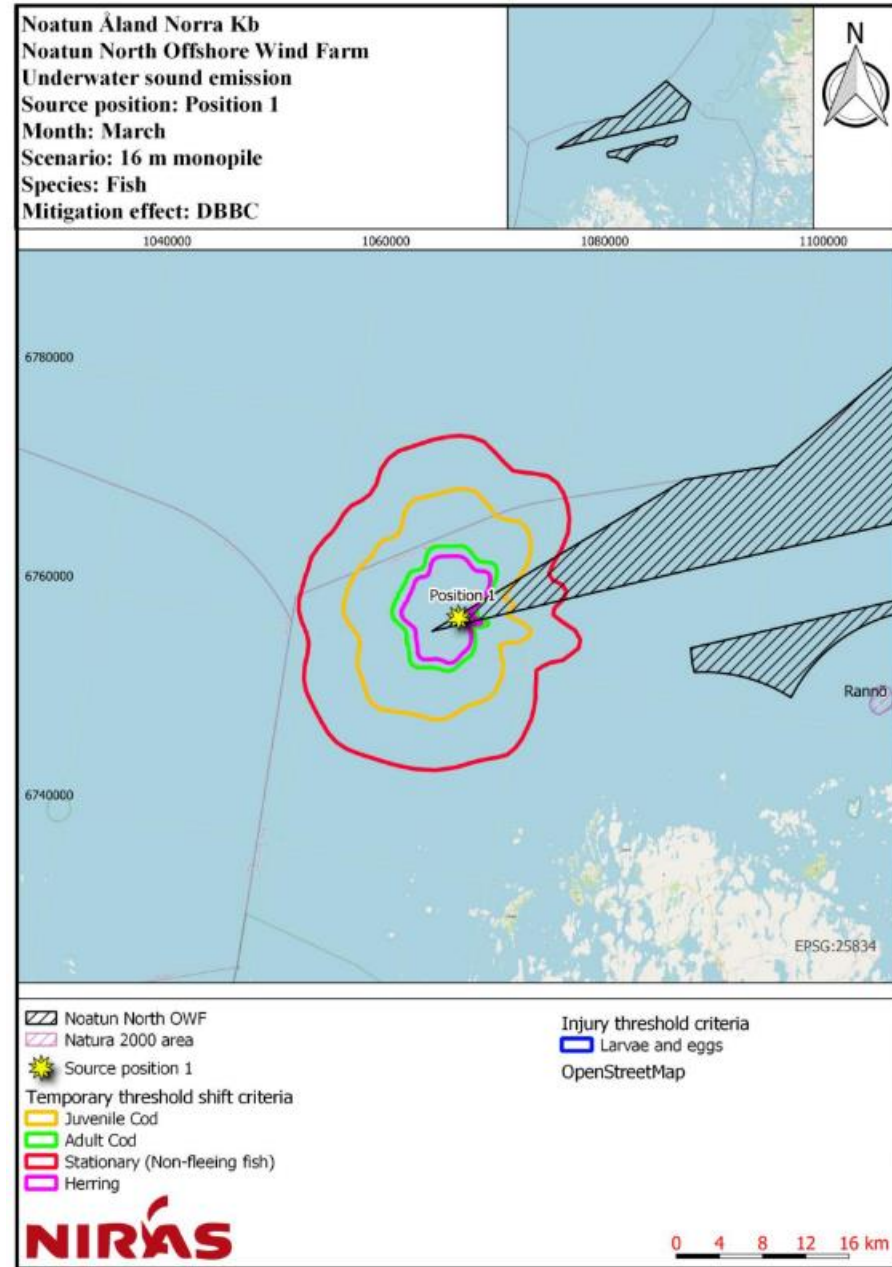 Noatun Åland Norra Kb
Noatun North Offshore Wind Farm
Underwater sound emission
Source position: Position 1
Month: March
Scenario: 16 m monopile
Species: Fish
Mitigation effect: DBBC
N
1040000 1060000 1080000 1100000
6780000
6760000
Position 1
Rannö
6740000
EPSG:25834
Noatun North OWF
Natura 2000 area
Source position 1
Temporary threshold shift criteria
Juvenile Cod
Adult Cod
Stationary (Non-fleeing fish)
Herring
Injury threshold criteria
Larvae and eggs
OpenStreetMap
NIRAS
0 4 8 12 16 km